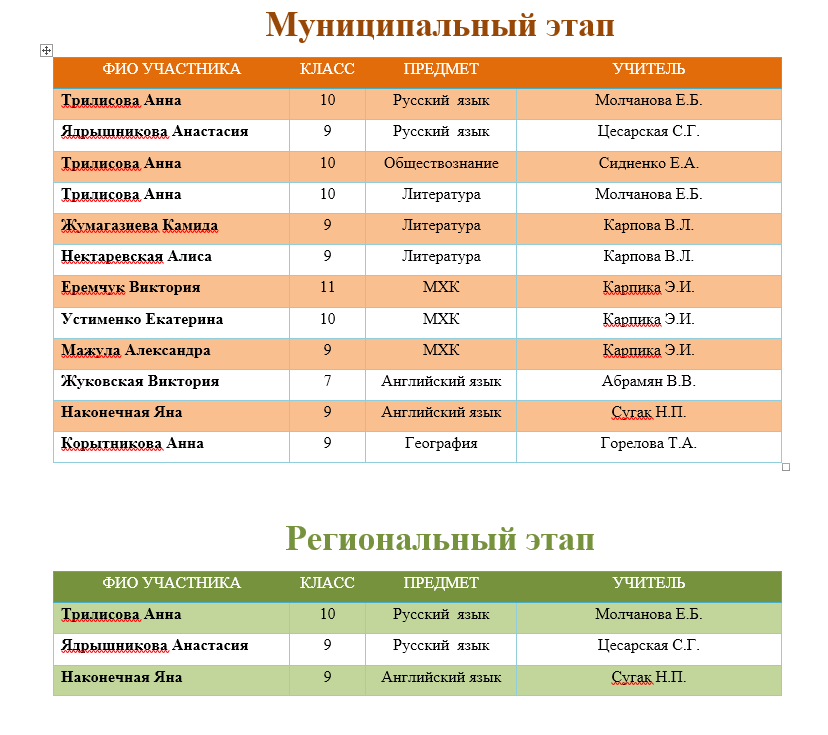 Муниципальный этап
ФИО УЧАСТНИКА КЛАСС ПРЕДМЕТ УЧИТЕЛЬ
Трилисова Анна 10 Русский язык Молчанова Е.Б.
Ядрышникова Анастасия 9 Русский язык Цесарская С.Г.
Трилисова Анна 10 Обществознание Сидненко Е.А.
Трилисова Анна 10 Литература Молчанова Е.Б.
Жумагазиева Камида 9 Литература Карпова В.Л.
Нектаревская Алиса 9 Литература Карпова В.Л.
Еремчук Виктория 11 МХК Карпика Э.И.
Устименко Екатерина 10 МХК Карпика Э.И.
Мажула Александра 9 МХК Карпика Э.И.
Жуковская Виктория 7 Английский язык Абрамян В.В.
Наконечная Яна 9 Английский язык Сугак Н.П.
Корытникова Анна 9 География Горелова Т.А.
Региональный этап
ФИО УЧАСТНИКА КЛАСС ПРЕДМЕТ УЧИТЕЛЬ
Трилисова Анна 10 Русский язык Молчанова Е.Б.
Ядрышникова Анастасия 9 Русский язык Цесарская С.Г.
Наконечная Яна 9 Английский язык Сугак Н.П.